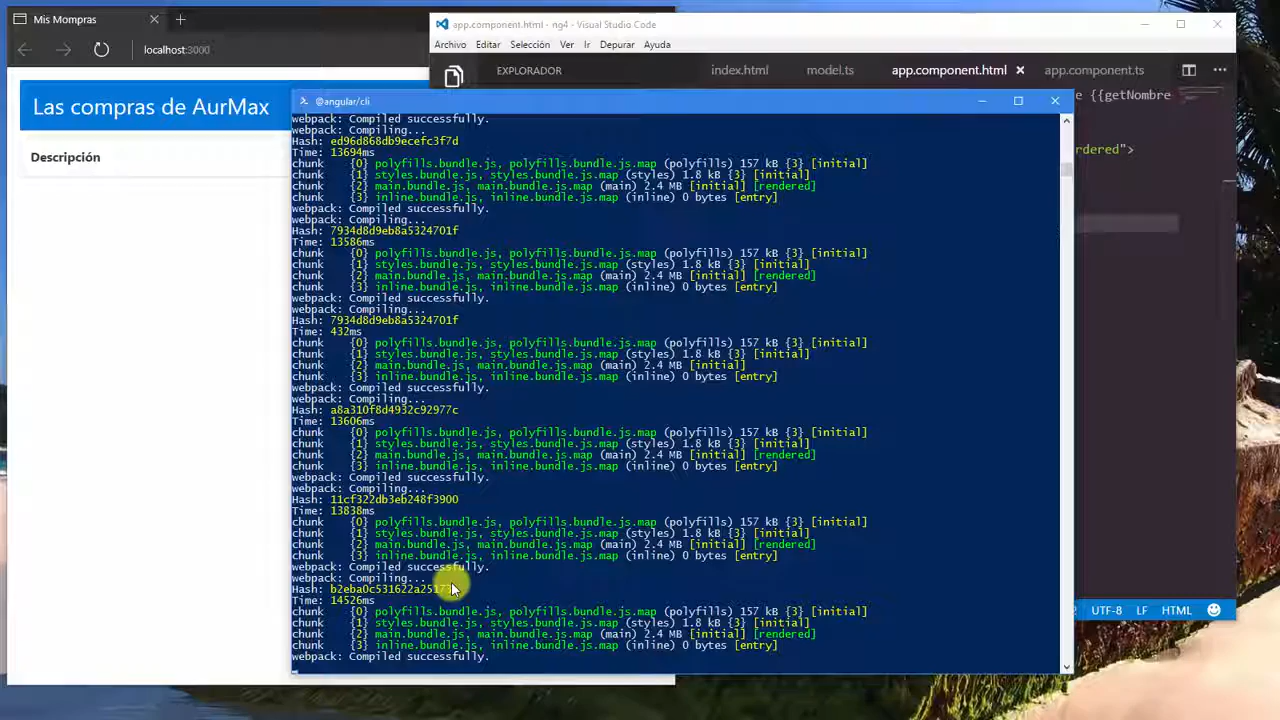 Mis Mompras
localhost:3000
Las compras de AurMax
Descripción
app.component.html - ng4 - Visual Studio Code
Archivo Editar Selección Ver Ir Depurar Ayuda
EXPLORADOR
index.html model.ts app.component.html app.component.ts
e {{getNombre
rdered">
@angular/cli
webpack: Compiled successfully.
webpack: Compiling...
Hash: ed96d868db9ecefc3f7d
Time: 13694ms
chunk {0} polyfills.bundle.js, polyfills.bundle.js.map (polyfills) 157 kB {3} [initial]
chunk {1} styles.bundle.js, styles.bundle.js.map (styles) 1.8 kB {3} [initial]
chunk {2} main.bundle.js, main.bundle.js.map (main) 2.4 MB [initial] [rendered]
chunk {3} inline.bundle.js, inline.bundle.js.map (inline) 0 bytes [entry]
webpack: Compiled successfully.
webpack: Compiling...
Hash: 7934d8d9eb8a5324701f
Time: 13586ms
chunk {0} polyfills.bundle.js, polyfills.bundle.js.map (polyfills) 157 kB {3} [initial]
chunk {1} styles.bundle.js, styles.bundle.js.map (styles) 1.8 kB {3} [initial]
chunk {2} main.bundle.js, main.bundle.js.map (main) 2.4 MB [initial] [rendered]
chunk {3} inline.bundle.js, inline.bundle.js.map (inline) 0 bytes [entry]
webpack: Compiled successfully.
webpack: Compiling...
Hash: 7934d8d9eb8a5324701f
Time: 432ms
chunk {0} polyfills.bundle.js, polyfills.bundle.js.map (polyfills) 157 kB {3} [initial]
chunk {1} styles.bundle.js, styles.bundle.js.map (styles) 1.8 kB {3} [initial]
chunk {2} main.bundle.js, main.bundle.js.map (main) 2.4 MB [initial]
chunk {3} inline.bundle.js, inline.bundle.js.map (inline) 0 bytes [entry]
webpack: Compiled successfully.
webpack: Compiling...
Hash: a8a310f8d4932c92977c
Time: 13606ms
chunk {0} polyfills.bundle.js, polyfills.bundle.js.map (polyfills) 157 kB {3} [initial]
chunk {1} styles.bundle.js, styles.bundle.js.map (styles) 1.8 kB {3} [initial]
chunk {2} main.bundle.js, main.bundle.js.map (main) 2.4 MB [initial] [rendered]
chunk {3} inline.bundle.js, inline.bundle.js.map (inline) 0 bytes [entry]
webpack: Compiled successfully.
webpack: Compiling...
Hash: 11cf322db3eb248f3900
Time: 13838ms
chunk {0} polyfills.bundle.js, polyfills.bundle.js.map (polyfills) 157 kB {3} [initial]
chunk {1} styles.bundle.js, styles.bundle.js.map (styles) 1.8 kB {3} [initial]
chunk {2} main.bundle.js, main.bundle.js.map (main) 2.4 MB [initial] [rendered]
chunk {3} inline.bundle.js, inline.bundle.js.map (inline) 0 bytes [entry]
webpack: Compiled successfully.
webpack: Compiling...
Hash:
Time: 14526ms
chunk {0} polyfills.bundle.js, polyfills.bundle.js.map (polyfills) 157 kB {3} [initial]
chunk {1} styles.bundle.js, styles.bundle.js.map (styles) 1.8 kB {3} [initial]
chunk {2} main.bundle.js, main.bundle.js.map (main) 2.4 MB [initial] [rendered]
chunk {3} inline.bundle.js, inline.bundle.js.map (inline) 0 bytes [entry]
webpack: Compiled successfully.
UTF-8 LF HTML